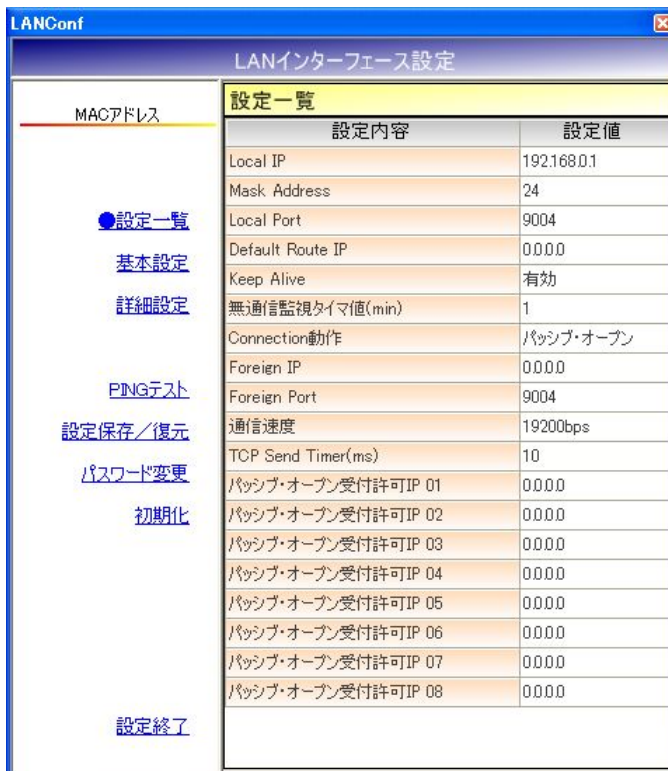 LANConf
LANインターフェース設定
MACアドレス
●設定一覧
基本設定
詳細設定
PINGテスト
設定保存／復元
パスワード変更
初期化
設定終了
設定一覧
設定内容 設定値
Local IP 192.168.0.1
Mask Address 24
Local Port 9004
Default Route IP 0.0.0.0
Keep Alive 有効
無通信監視タイマ値(min) 1
Connection動作 パッシブ・オープン
Foreign IP 0.0.0.0
Foreign Port 9004
通信速度 19200bps
TCP Send Timer(ms) 10
パッシブ・オープン受付許可IP 01 0.0.0.0
パッシブ・オープン受付許可IP 02 0.0.0.0
パッシブ・オープン受付許可IP 03 0.0.0.0
パッシブ・オープン受付許可IP 04 0.0.0.0
パッシブ・オープン受付許可IP 05 0.0.0.0
パッシブ・オープン受付許可IP 06 0.0.0.0
パッシブ・オープン受付許可IP 07 0.0.0.0
パッシブ・オープン受付許可IP 08 0.0.0.0